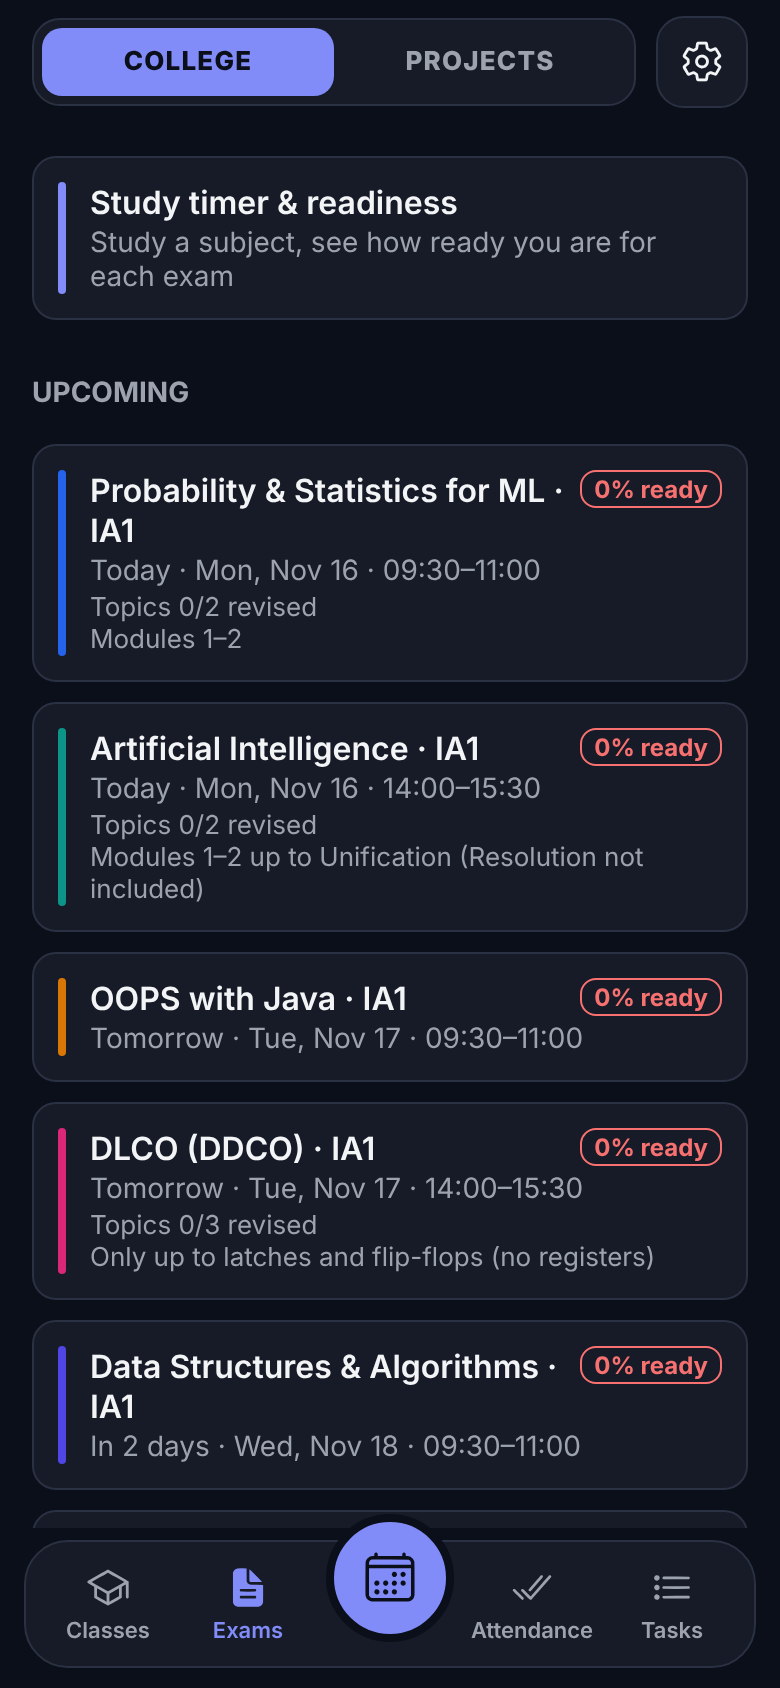 COLLEGE
PROJECTS
Study timer & readiness
Study a subject, see how ready you are for
each exam
UPCOMING
Probability & Statistics for ML ·
0% ready
IA1
Today · Mon, Nov 16 · 09:30–11:00
Topics 0/2 revised
Modules 1–2
Artificial Intelligence · IA1
0% ready
Today · Mon, Nov 16 · 14:00–15:30
Topics 0/2 revised
Modules 1–2 up to Unification (Resolution not
included)
OOPS with Java · IA1
0% ready
Tomorrow · Tue, Nov 17 · 09:30–11:00
DLCO (DDCO) · IA1
0% ready
Tomorrow · Tue, Nov 17 · 14:00–15:30
Topics 0/3 revised
Only up to latches and flip-flops (no registers)
Data Structures & Algorithms ·
0% ready
IA1
In 2 days · Wed, Nov 18 · 09:30–11:00
Classes
Exams
Attendance
Tasks